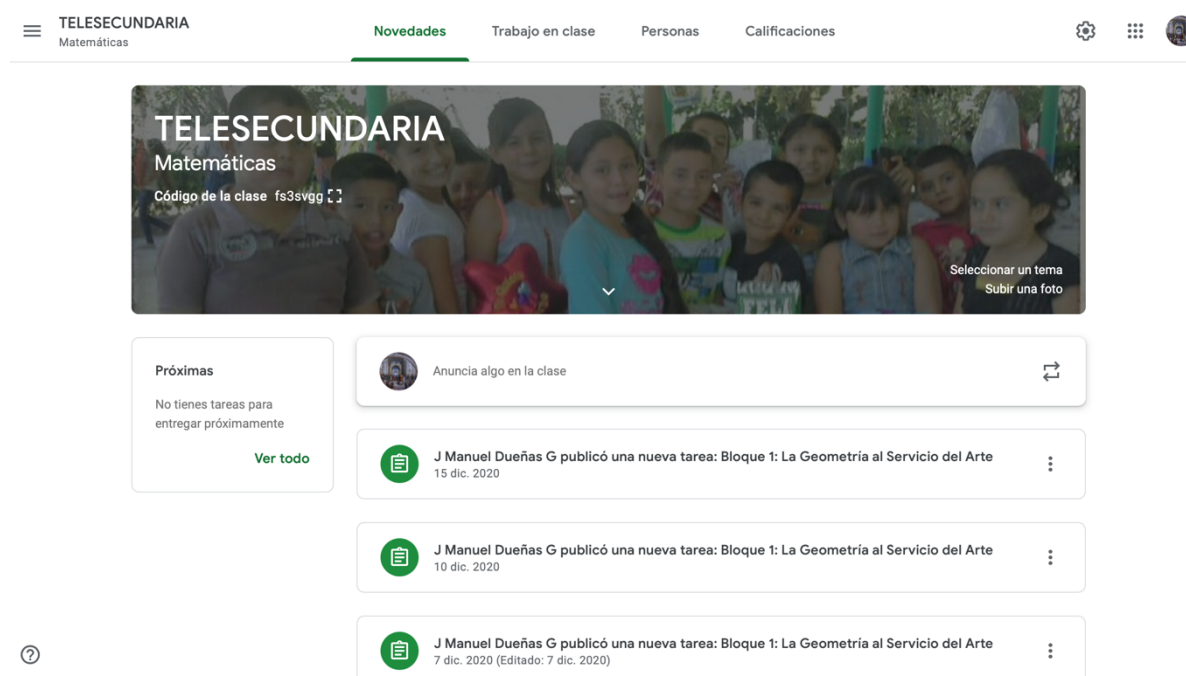 TELESECUNDARIA
Matemáticas
Novedades
Trabajo en clase
Personas
Calificaciones
TELESECUNDARIA
Matemáticas
Código de la clase fs3svgg
Seleccionar un tema
Subir una foto
Próximas
No tienes tareas para
entregar próximamente
Ver todo
Anuncia algo en la clase
J Manuel Dueñas G publicó una nueva tarea: Bloque 1: La Geometría al Servicio del Arte
15 dic. 2020
J Manuel Dueñas G publicó una nueva tarea: Bloque 1: La Geometría al Servicio del Arte
10 dic. 2020
J Manuel Dueñas G publicó una nueva tarea: Bloque 1: La Geometría al Servicio del Arte
7 dic. 2020 (Editado: 7 dic. 2020)